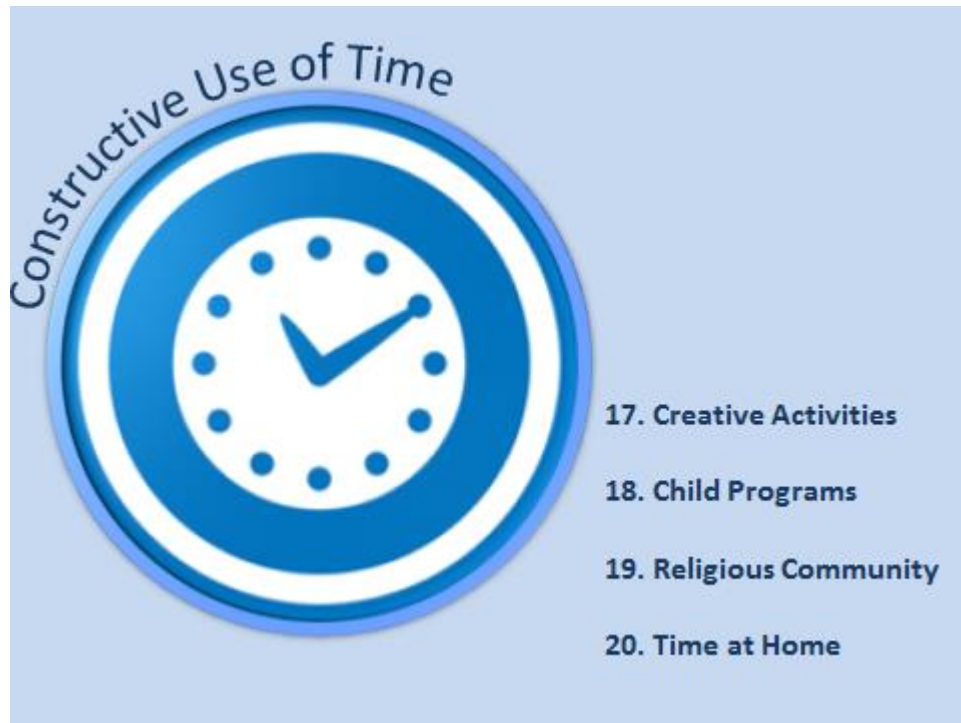 Constructive Use of Time
17. Creative Activities
18. Child Programs
19. Religious Community
20. Time at Home